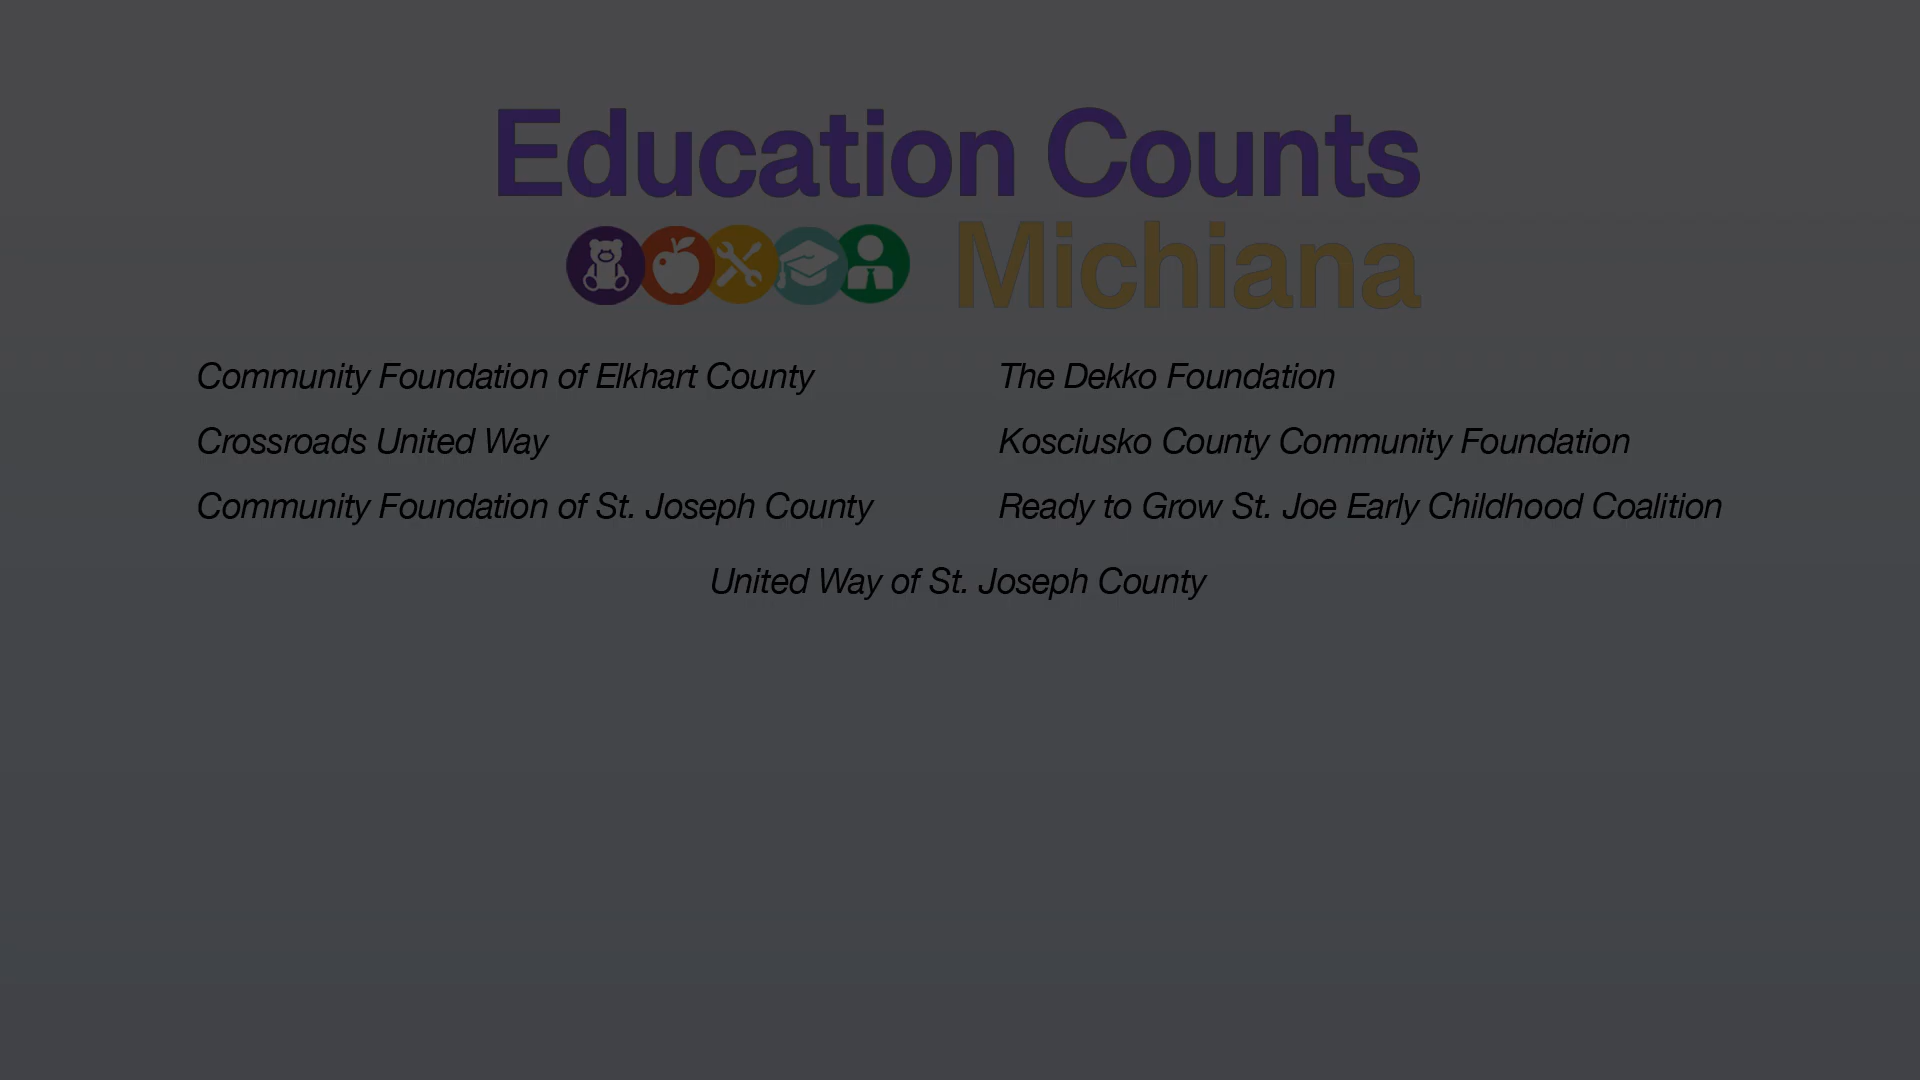 Education Counts
Michiana
Community Foundation of Elkhart County
Crossroads United Way
Community Foundation of St. Joseph County
The Dekko Foundation
Kosciusko County Community Foundation
Ready to Grow St. Joe Early Childhood Coalition
United Way of St. Joseph County